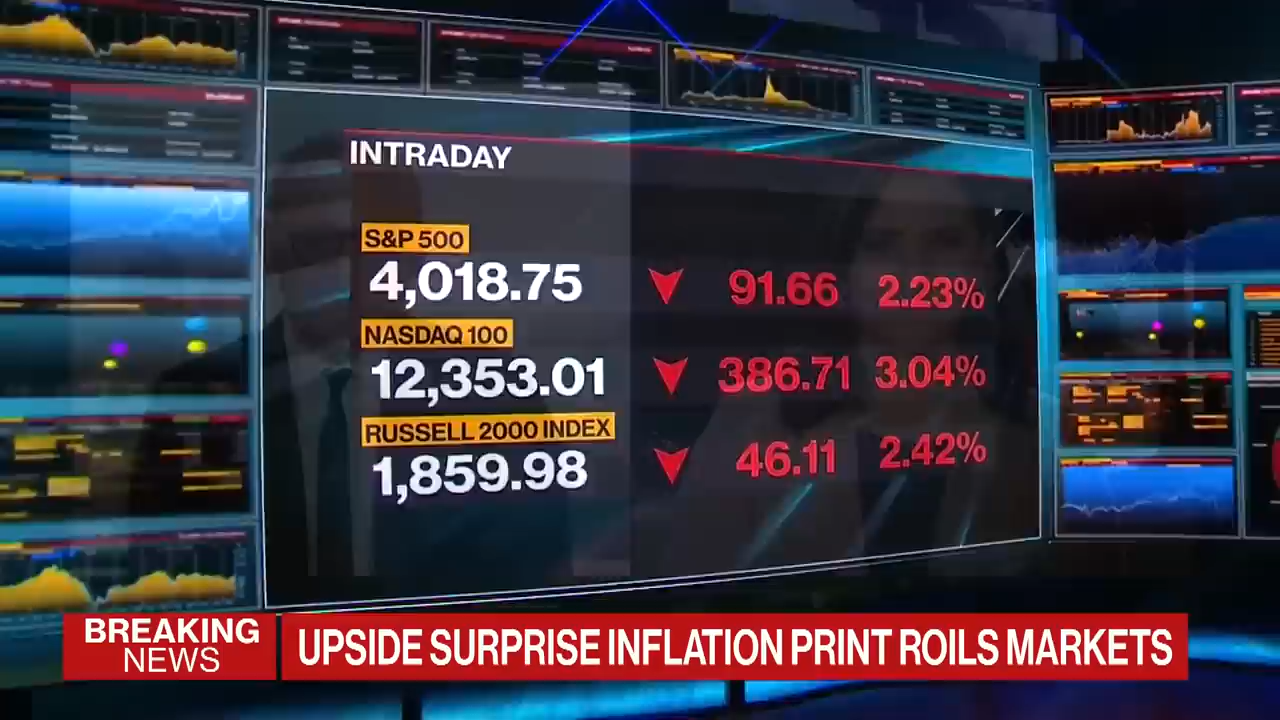 INTRADAY
S&P 500
4,018.75 91.66 2.23%
NASDAQ 100
12,353.01 386.71 3.04%
RUSSELL 2000 INDEX
1,859.98 46.11 2.42%
BREAKING
NEWS
UPSIDE SURPRISE INFLATION PRINT ROILS MARKETS